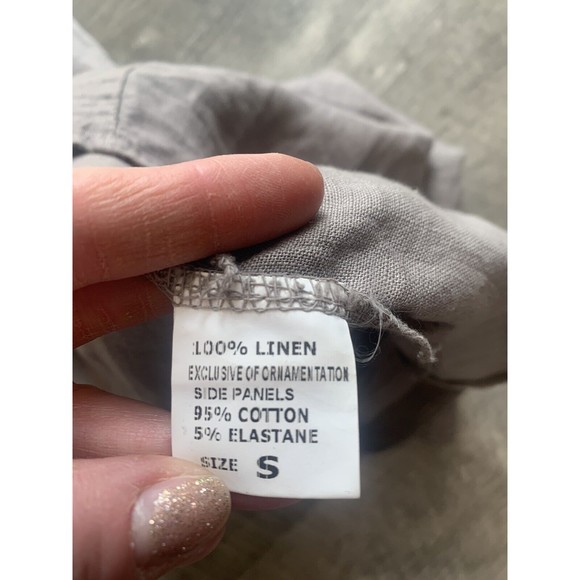 100% LINEN
EXCLUSIVE OF ORNAMENTATION
SIDE PANELS
95% COTTON
5% ELASTANE
SIZE S